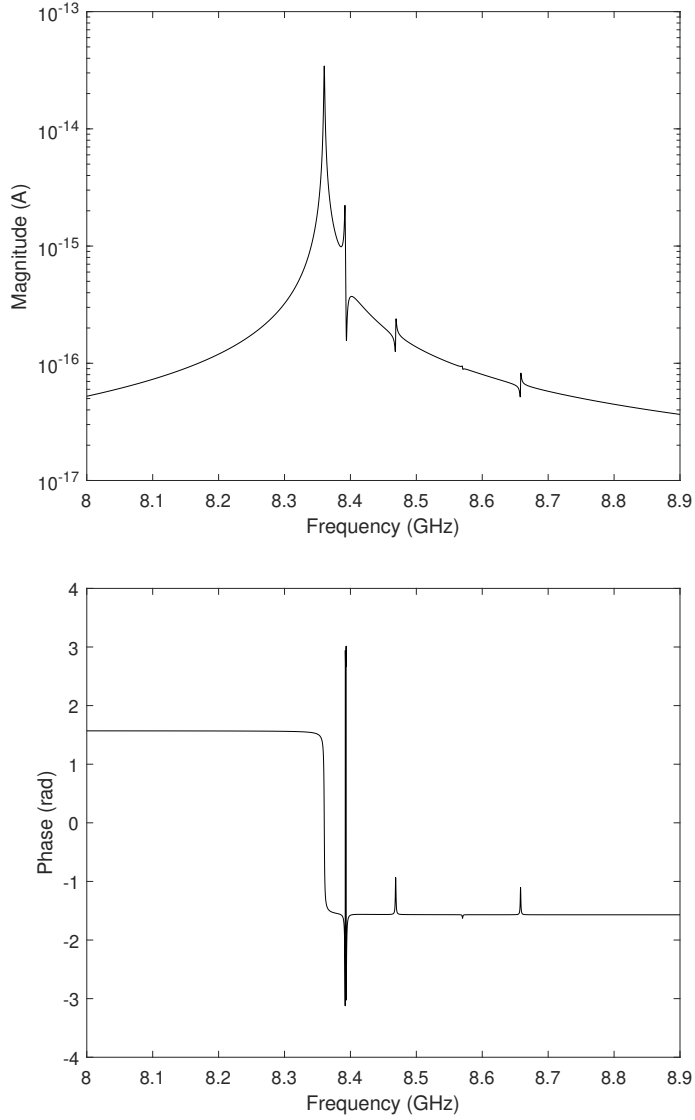 10^-13
10^-14
10^-15
10^-16
10^-17
Magnitude (A)
8 8.1 8.2 8.3 8.4 8.5 8.6 8.7 8.8 8.9
Frequency (GHz)
4
3
2
1
0
-1
-2
-3
-4
Phase (rad)
8 8.1 8.2 8.3 8.4 8.5 8.6 8.7 8.8 8.9
Frequency (GHz)